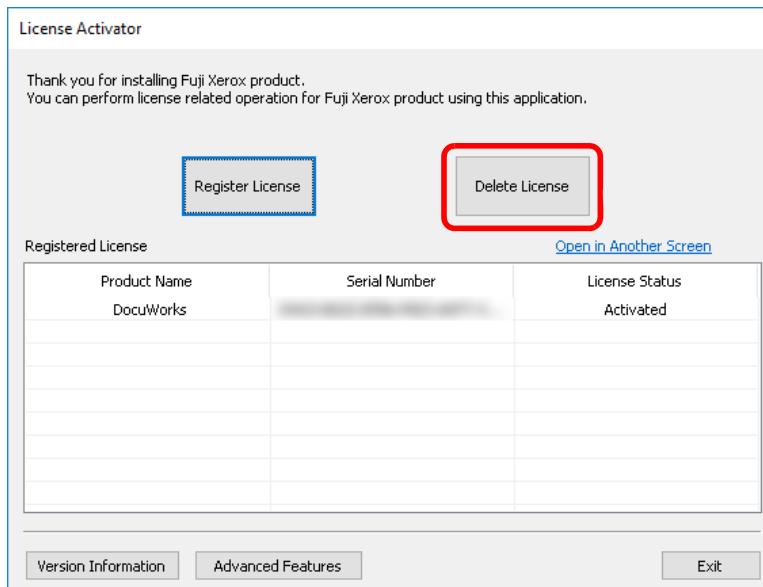 License Activator
Thank you for installing Fuji Xerox product.
You can perform license related operation for Fuji Xerox product using this application.
Register License
Delete License
Registered License
Open in Another Screen
Product Name Serial Number License Status
DocuWorks Activated
Version Information
Advanced Features
Exit